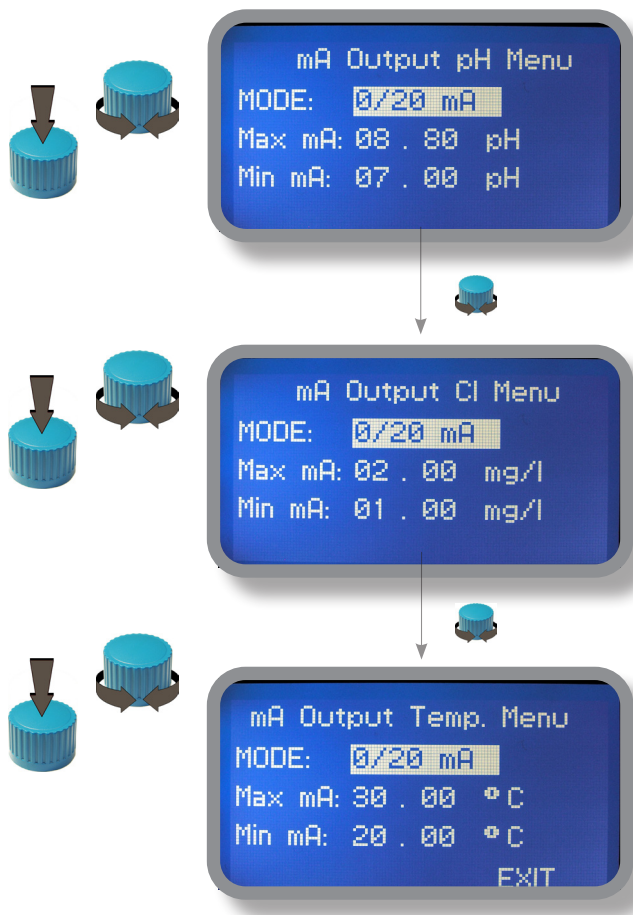 mA Output pH Menu
MODE: 0/20 mA
Max mA: 08 . 80 pH
Min mA: 07 . 00 pH
mA Output Cl Menu
MODE: 0/20 mA
Max mA: 02 . 00 mg/l
Min mA: 01 . 00 mg/l
mA Output Temp. Menu
MODE: 0/20 mA
Max mA: 30 . 00 °C
Min mA: 20 . 00 °C
EXIT